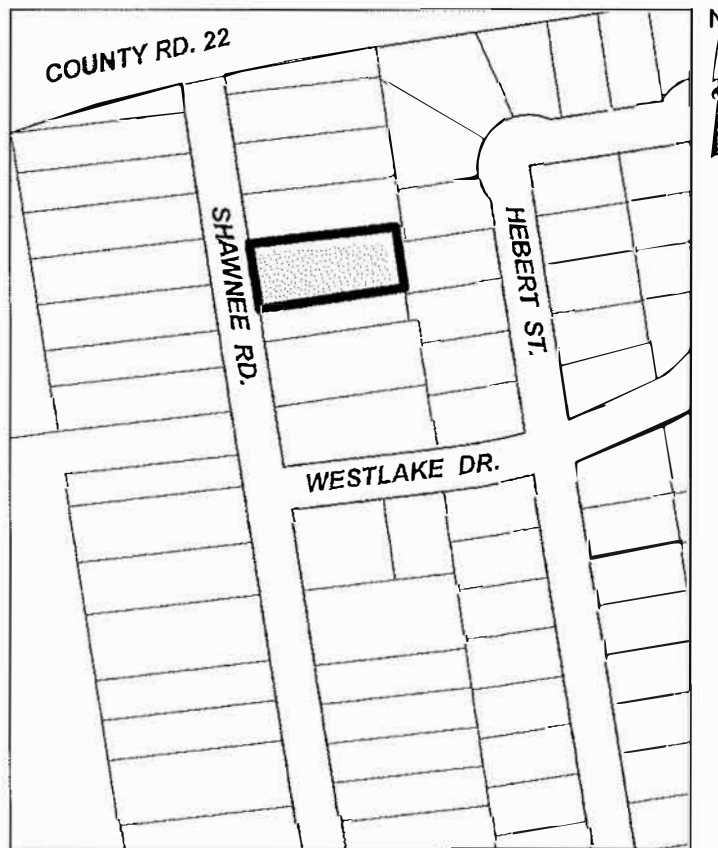 COUNTY RD. 22
N
SHAWNEE RD.
HEBERT ST.
WESTLAKE DR.